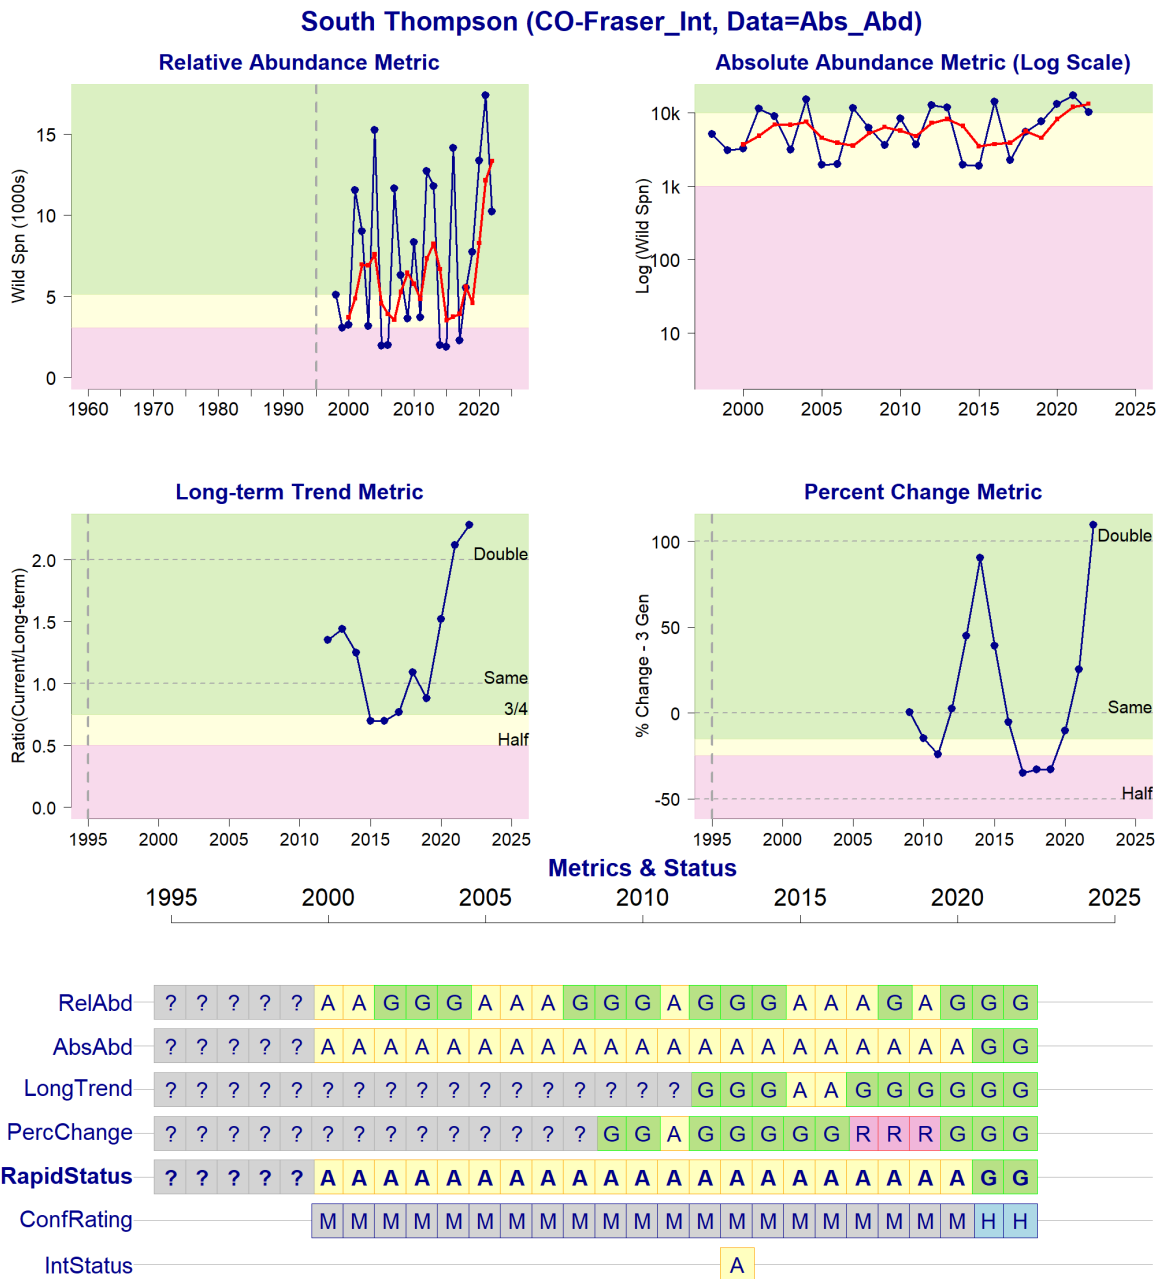 South Thompson (CO-Fraser_Int, Data=Abs_Abd)
Relative Abundance Metric
Wild Spn (1000s)
15
10
5
0
1960 1970 1980 1990 2000 2010 2020
Absolute Abundance Metric (Log Scale)
Log (Wild Spn)
10k
1k
100
10
2000 2005 2010 2015 2020 2025
Long-term Trend Metric
Ratio(Current/Long-term)
2.0
1.5
1.0
0.5
0.0
Double
Same
3/4
Half
1995 2000 2005 2010 2015 2020 2025
Percent Change Metric
% Change - 3 Gen
100
50
0
-50
Double
Same
Half
1995 2000 2005 2010 2015 2020 2025
Metrics & Status
1995 2000 2005 2010 2015 2020 2025
RelAbd ? ? ? ? ? A A G G G A A A G G G A G G G A A A G A G G G
AbsAbd ? ? ? ? ? A A A A A A A A A A A A A A A A A A A A A G G
LongTrend ? ? ? ? ? ? ? ? ? ? ? ? ? ? ? ? ? G G G A A G G G G G G
PercChange ? ? ? ? ? ? ? ? ? ? ? ? ? ? G G A G G G G G R R R G G G
RapidStatus ? ? ? ? ? A A A A A A A A A A A A A A A A A A A A A G G
ConfRating M M M M M M M M M M M M M M M M M M M M M H H
IntStatus A